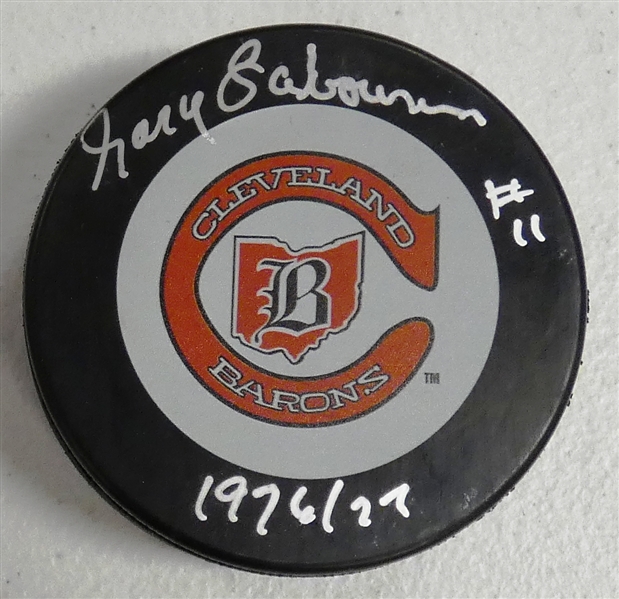 Gary Sabourin
#11
CLEVELAND
B
BARONS
TM
1976/77